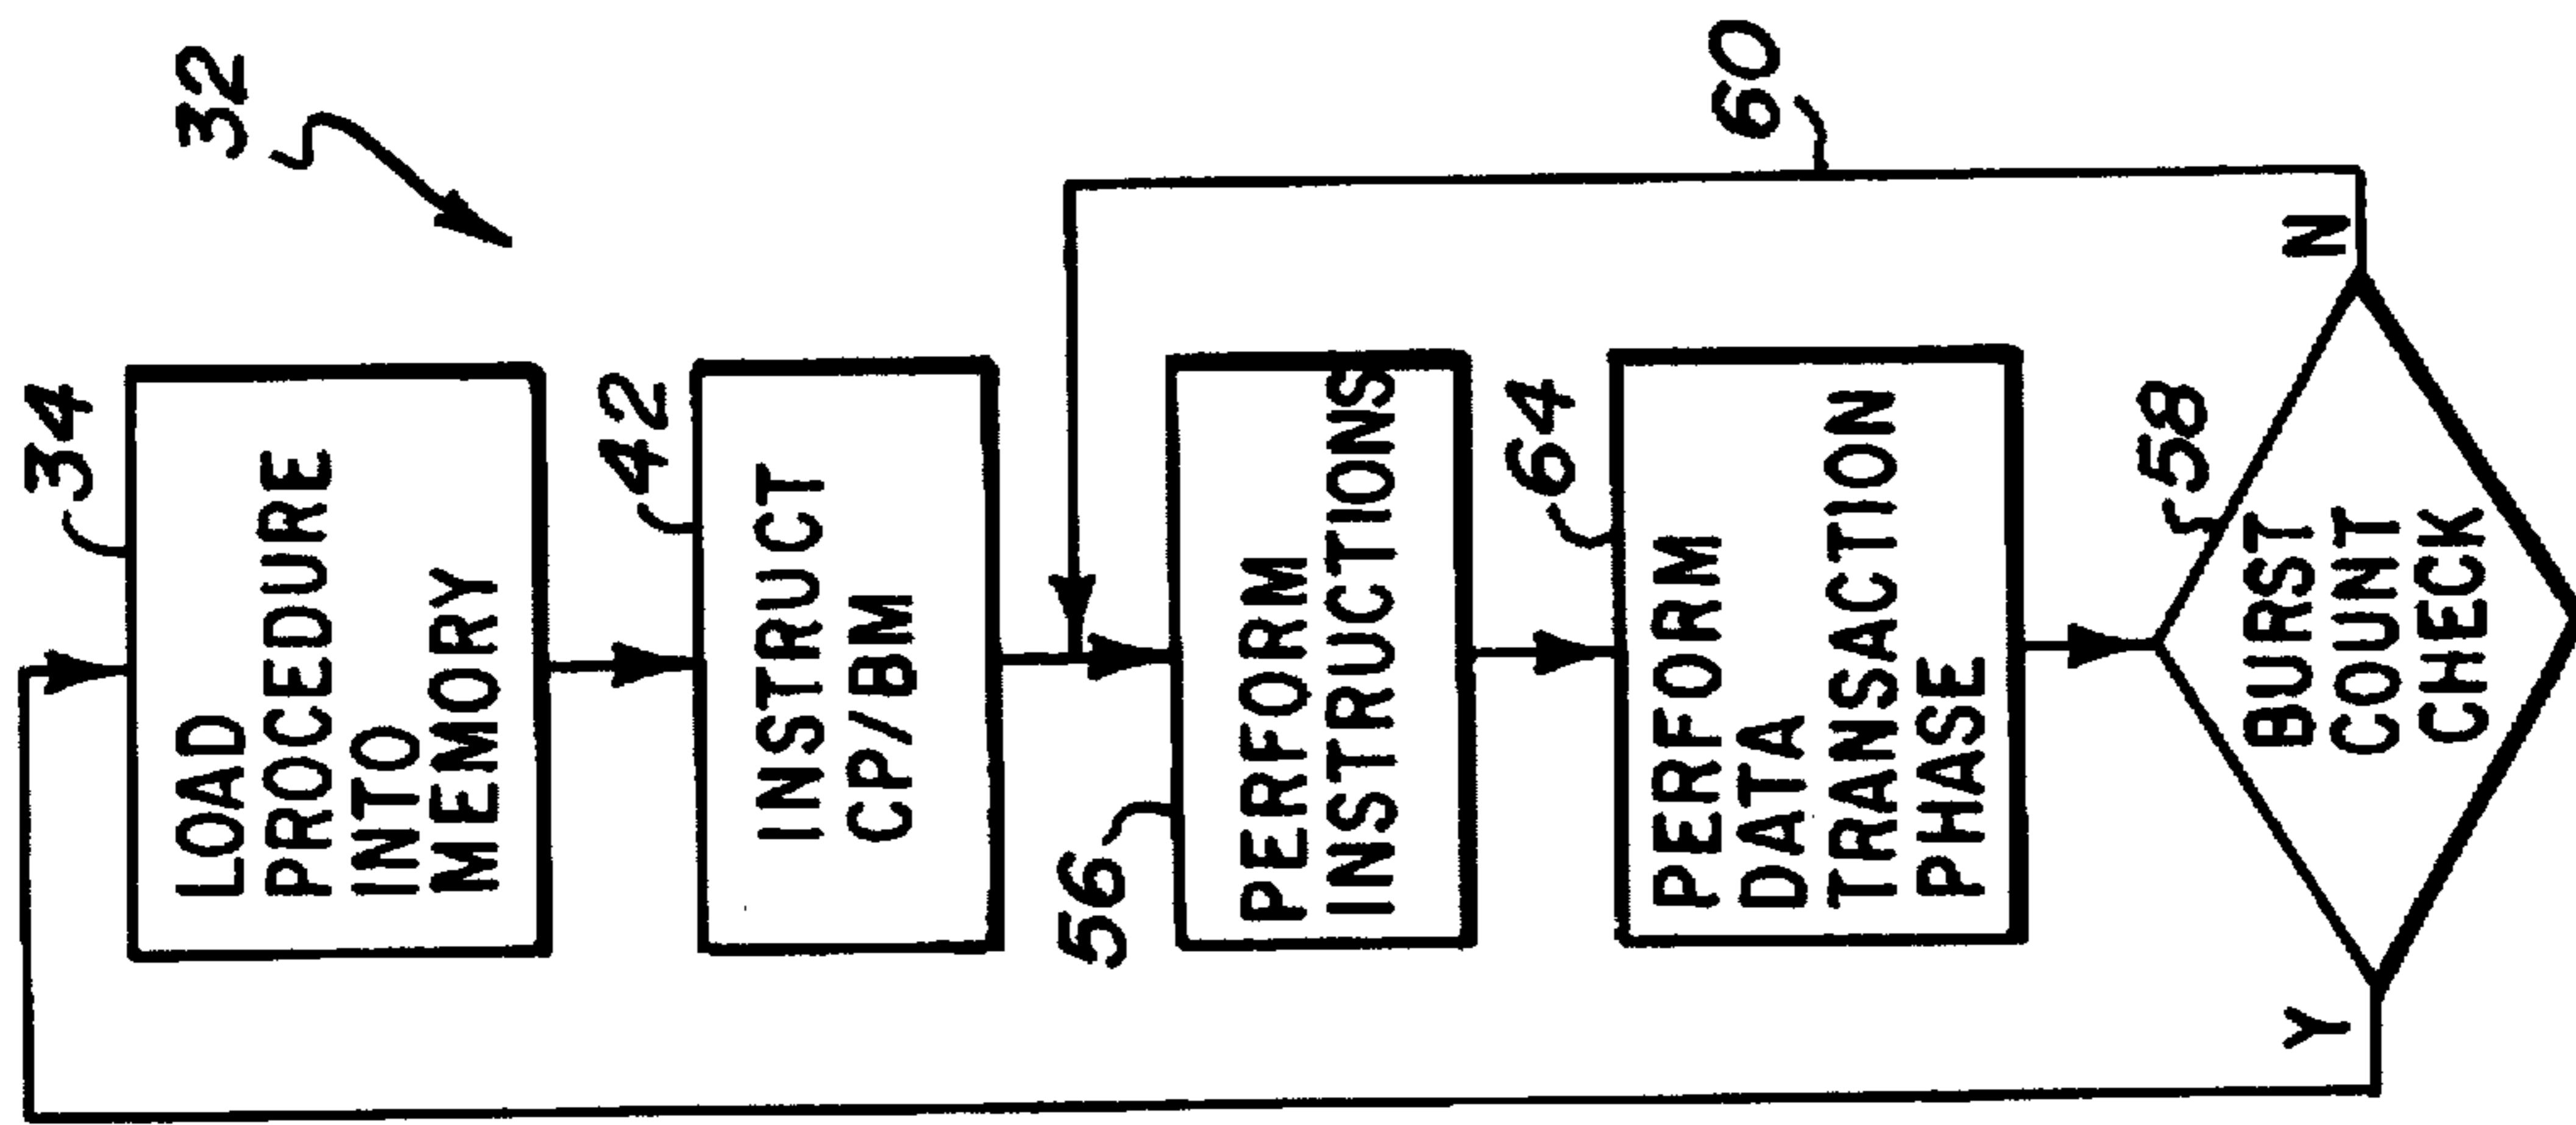 32
34
LOAD
PROCEDURE
INTO
MEMORY
42
INSTRUCT
CP/BM
56
PERFORM
INSTRUCTIONS
60
64
PERFORM
DATA
TRANSACTION
PHASE
58
BURST
COUNT
CHECK
Y
N